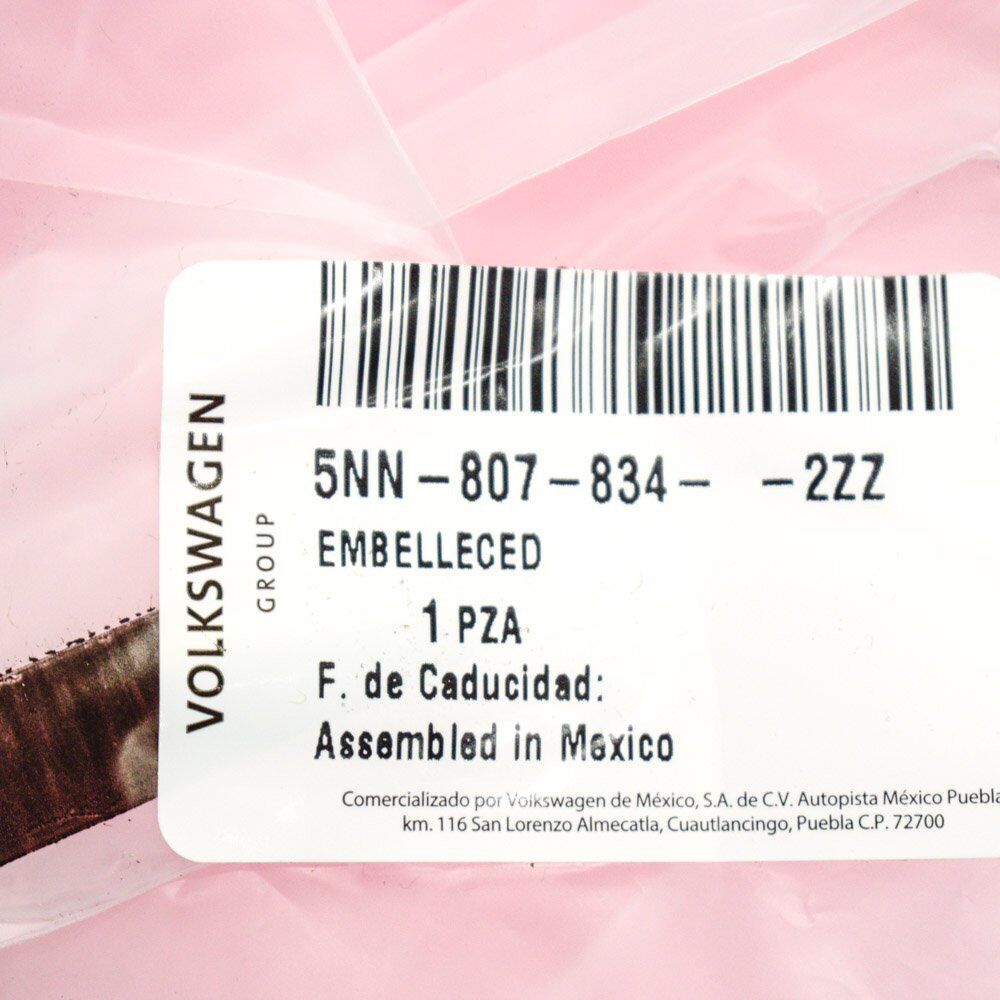 VOLKSWAGEN
GROUP
5NN-807-834- -2ZZ
EMBELLECED
1 PZA
F. de Caducidad:
Assembled in Mexico
Comercializado por Volkswagen de México, S.A. de C.V. Autopista México Puebla
km. 116 San Lorenzo Almecatla, Cuautlancingo, Puebla C.P. 72700